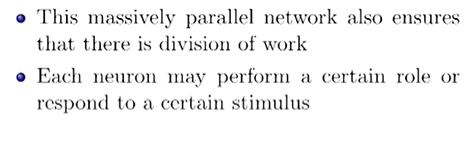 This massively parallel network also ensures
that there is division of work
Each neuron may perform a certain role or
respond to a certain stimulus